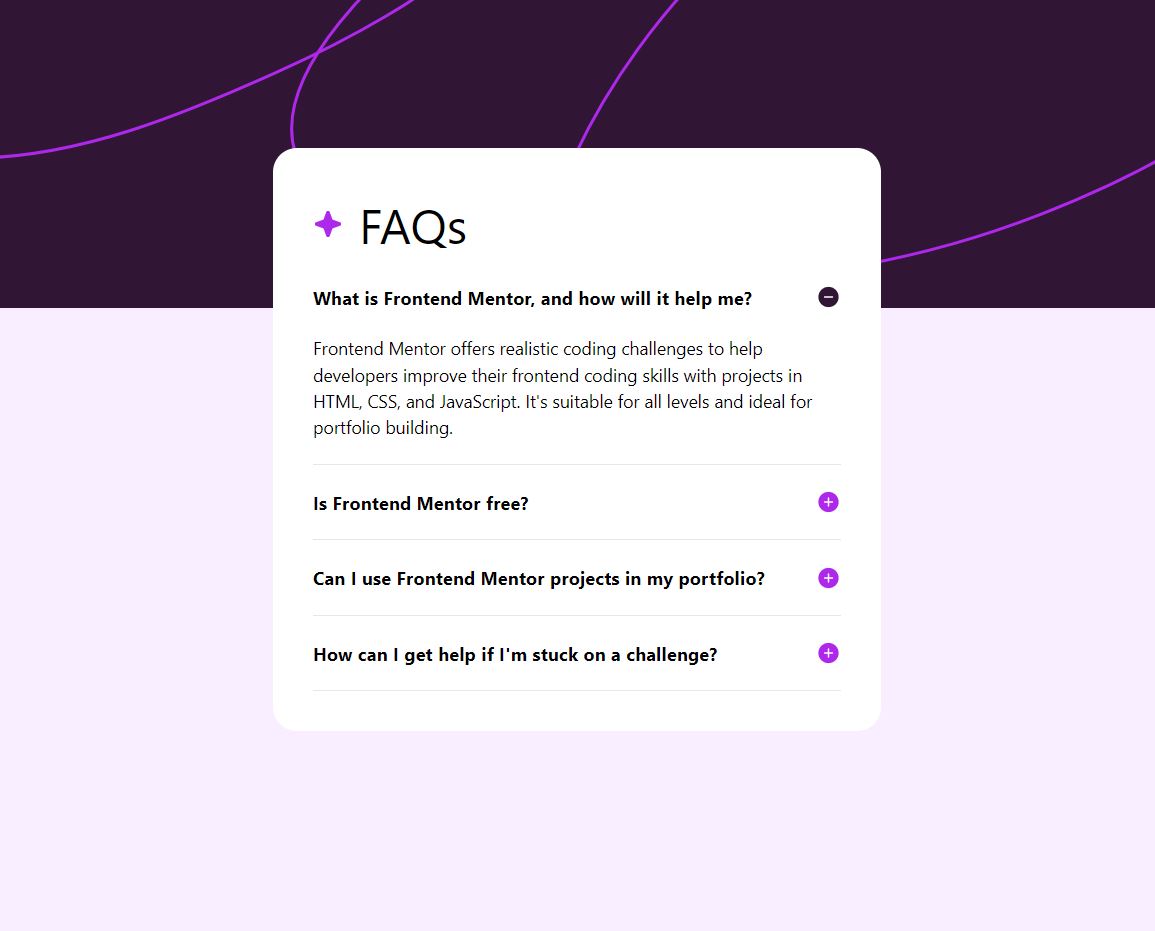 FAQs
What is Frontend Mentor, and how will it help me?
Frontend Mentor offers realistic coding challenges to help
developers improve their frontend coding skills with projects in
HTML, CSS, and JavaScript. It's suitable for all levels and ideal for
portfolio building.
Is Frontend Mentor free?
Can I use Frontend Mentor projects in my portfolio?
How can I get help if I'm stuck on a challenge?